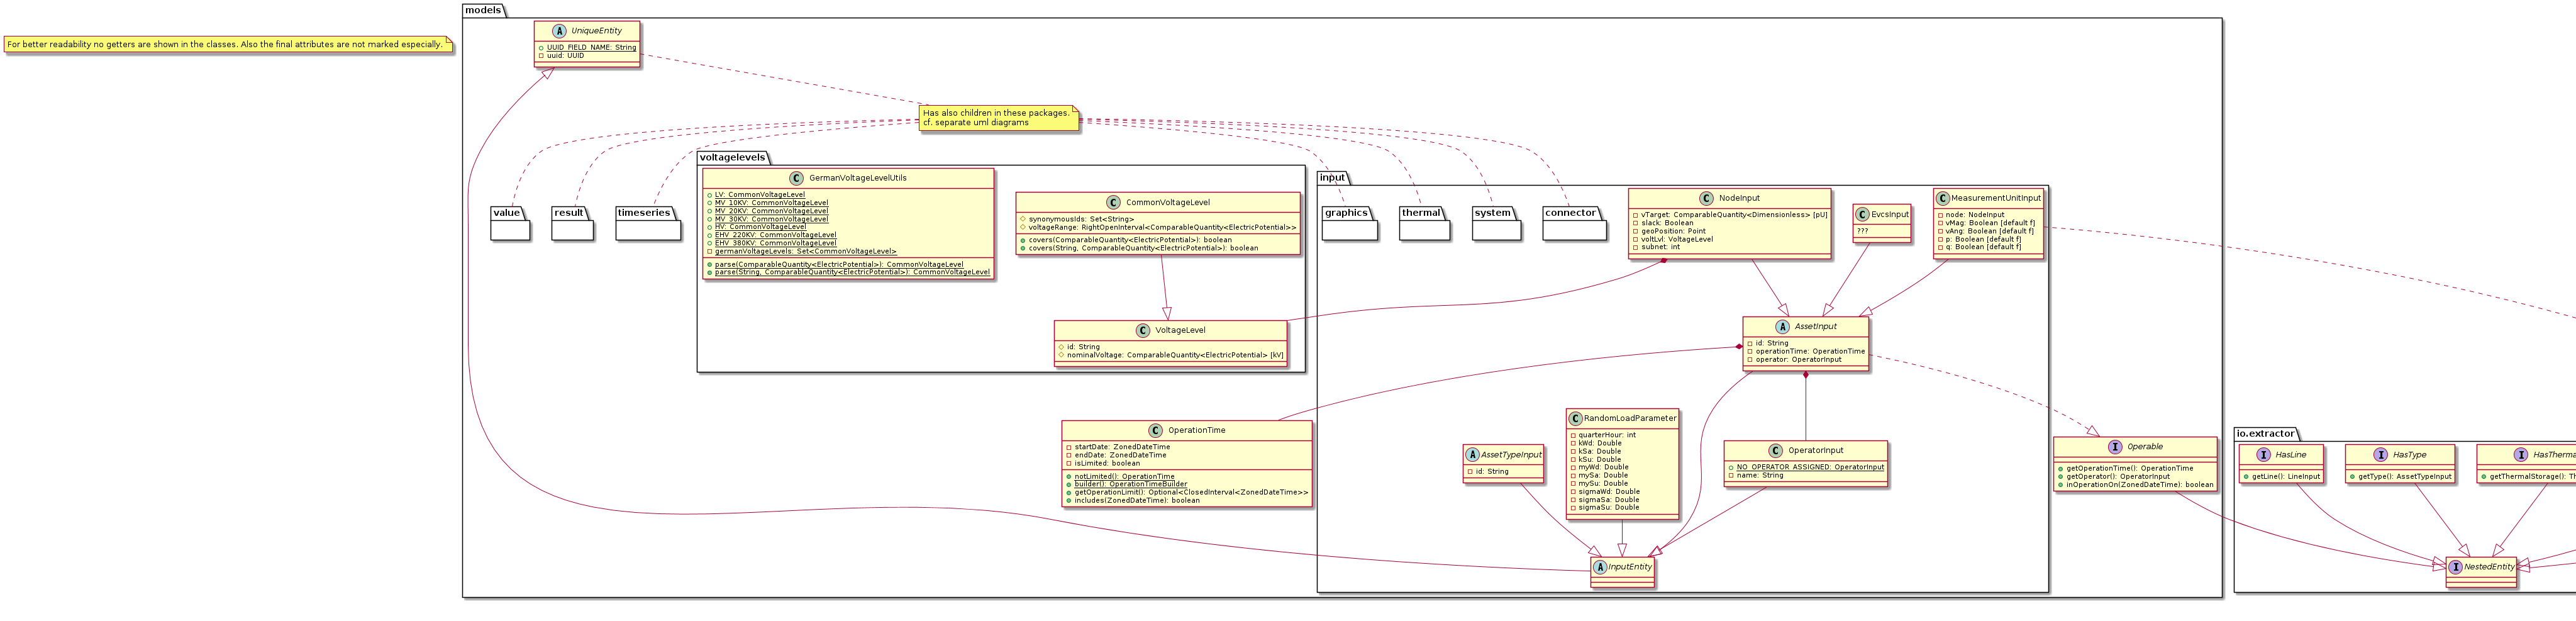 For better readability no getters are shown in the classes. Also the final attributes are not marked especially.
models
A UniqueEntity
UUID_FIELD_NAME: String
uuid: UUID
Has also children in these packages.
cf. separate uml diagrams
value
result
timeseries
voltagelevels
C GermanVoltageLevelUtils
LV: CommonVoltageLevel
MV_10KV: CommonVoltageLevel
MV_20KV: CommonVoltageLevel
MV_30KV: CommonVoltageLevel
HV: CommonVoltageLevel
EHV_220KV: CommonVoltageLevel
EHV_380KV: CommonVoltageLevel
germanVoltageLevels: Set<CommonVoltageLevel>
parse(ComparableQuantity<ElectricPotential>): CommonVoltageLevel
parse(String, ComparableQuantity<ElectricPotential>): CommonVoltageLevel
C CommonVoltageLevel
synonymousIds: Set<String>
voltageRange: RightOpenInterval<ComparableQuantity<ElectricPotential>>
covers(ComparableQuantity<ElectricPotential>): boolean
covers(String, ComparableQuantity<ElectricPotential>): boolean
C VoltageLevel
id: String
nominalVoltage: ComparableQuantity<ElectricPotential> [kV]
input
graphics
thermal
system
connector
C NodeInput
vTarget: ComparableQuantity<Dimensionless> [pU]
slack: Boolean
geoPosition: Point
voltLvl: VoltageLevel
subnet: int
C EvcsInput
???
C MeasurementUnitInput
node: NodeInput
vMag: Boolean [default f]
vAng: Boolean [default f]
p: Boolean [default f]
q: Boolean [default f]
A AssetInput
id: String
operationTime: OperationTime
operator: OperatorInput
C OperationTime
startDate: ZonedDateTime
endDate: ZonedDateTime
isLimited: boolean
notLimited(): OperationTime
builder(): OperationTimeBuilder
getOperationLimit(): Optional<ClosedInterval<ZonedDateTime>>
includes(ZonedDateTime): boolean
A AssetTypeInput
id: String
C RandomLoadParameter
quarterHour: int
kWd: Double
kSa: Double
kSu: Double
myWd: Double
mySa: Double
mySu: Double
sigmaWd: Double
sigmaSa: Double
sigmaSu: Double
C OperatorInput
NO_OPERATOR_ASSIGNED: OperatorInput
name: String
A InputEntity
I Operable
getOperationTime(): OperationTime
getOperator(): OperatorInput
inOperationOn(ZonedDateTime): boolean
io.extractor
I HasLine
getLine(): LineInput
I HasType
getType(): AssetTypeInput
I HasTherma
getThermalStorage(): Th
I NestedEntity